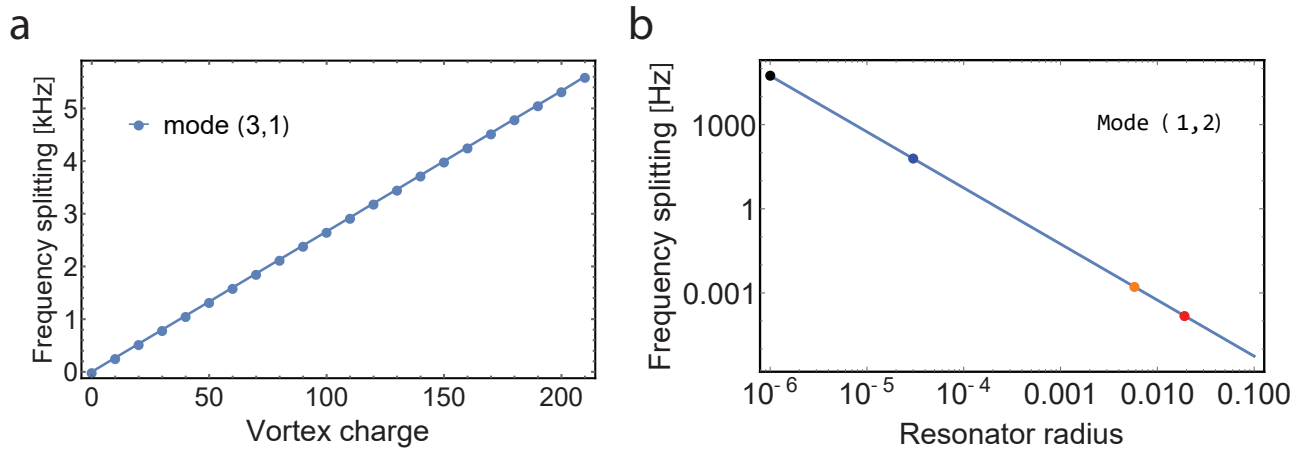 a
Frequency splitting [kHz]
5
4
3
2
1
0
mode (3,1)
0 50 100 150 200
Vortex charge
b
Frequency splitting [Hz]
1000
1
0.001
Mode ( 1,2)
10^-6 10^-5 10^-4 0.001 0.010 0.100
Resonator radius